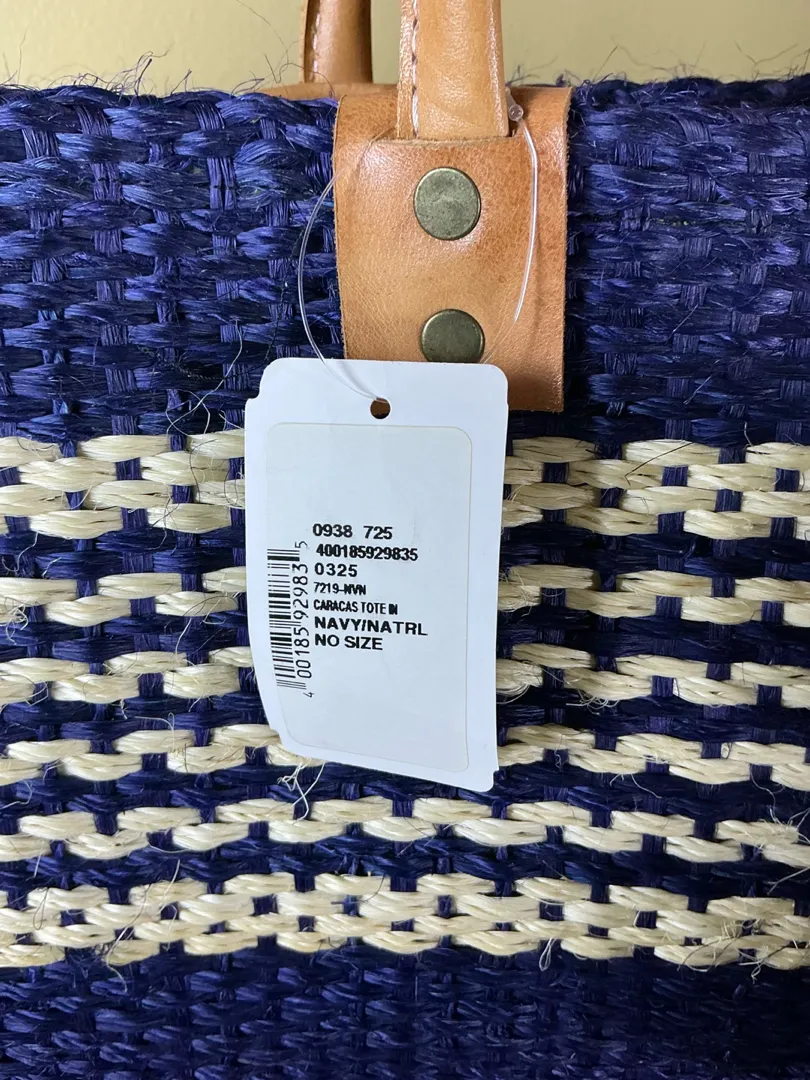 0938 725
400185929835
0325
7219-NVN
CARACAS TOTE IN
NAVY/NATRL
NO SIZE
4 00185 92983 5